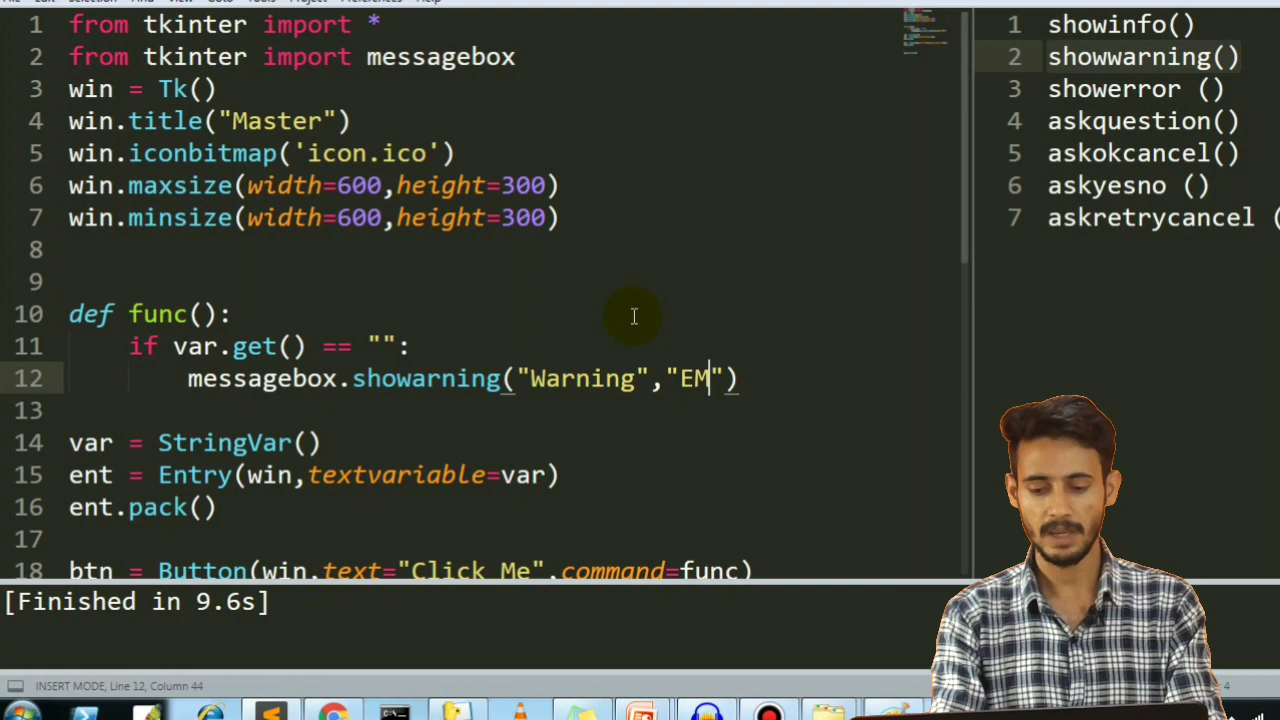 1 from tkinter import *
2 from tkinter import messagebox
3 win = Tk()
4 win.title("Master")
5 win.iconbitmap('icon.ico')
6 win.maxsize(width=600,height=300)
7 win.minsize(width=600,height=300)
8
9
10 def func():
11 if var.get() == "":
12 messagebox.showarning("Warning","EM")
13
14 var = StringVar()
15 ent = Entry(win,textvariable=var)
16 ent.pack()
17
18 btn = Button(win,text="Click Me",command=func)
1 showinfo()
2 showwarning()
3 showerror ()
4 askquestion()
5 askokcancel()
6 askyesno ()
7 askretrycancel (
[Finished in 9.6s]
INSERT MODE, Line 12, Column 44